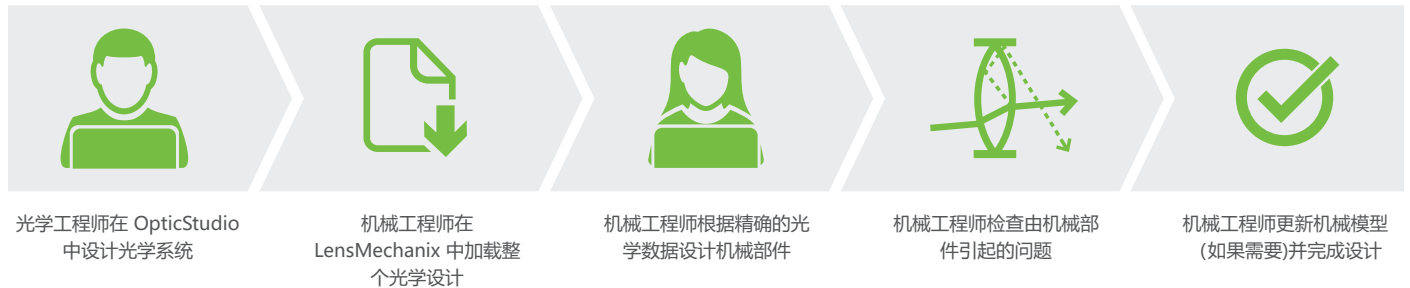 光学工程师在 OpticStudio
中设计光学系统
机械工程师在
LensMechanix 中加载整
个光学设计
机械工程师根据精确的光
学数据设计机械部件
机械工程师检查由机械部
件引起的问题
机械工程师更新机械模型
(如果需要)并完成设计